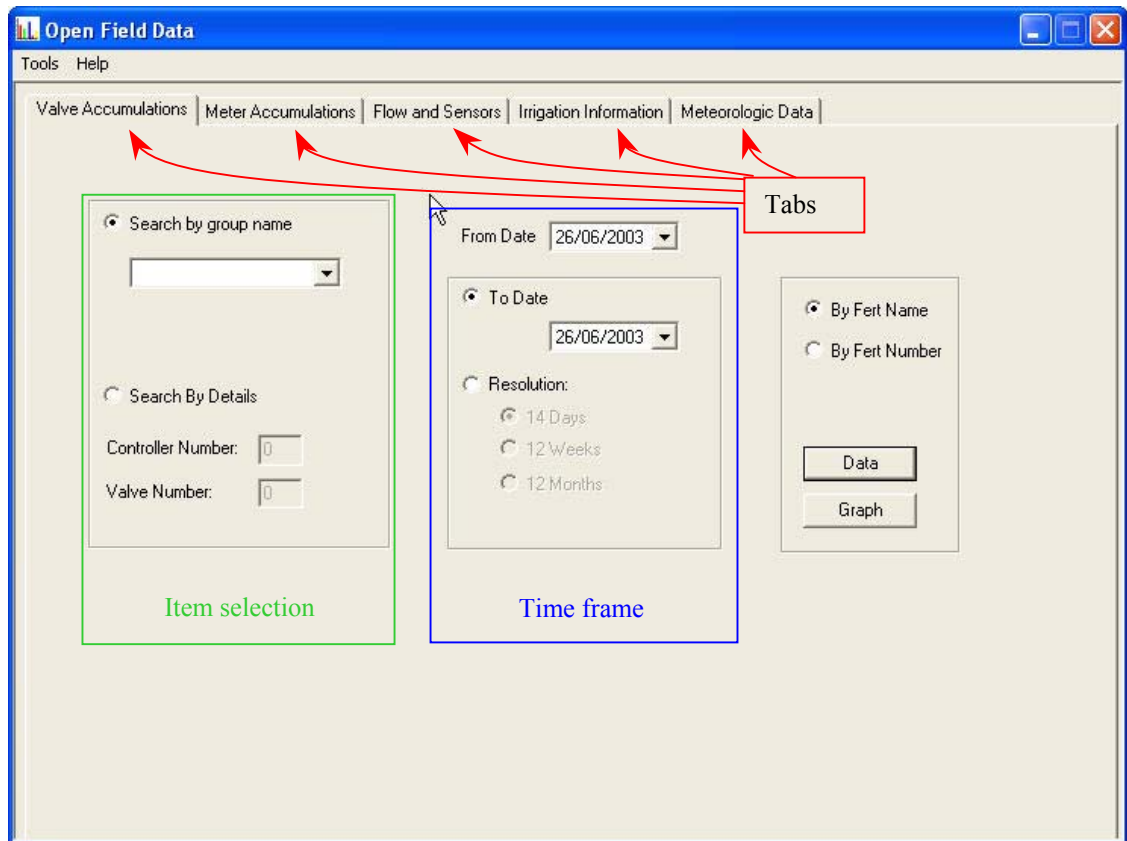 Open Field Data
Tools Help
Valve Accumulations Meter Accumulations Flow and Sensors Irrigation Information Meteorologic Data
Tabs
Search by group name
From Date 26/06/2003
To Date
26/06/2003
By Fert Name
By Fert Number
Search By Details
Resolution:
14 Days
Controller Number: 0
12 Weeks
Valve Number: 0
12 Months
Data
Graph
Item selection
Time frame